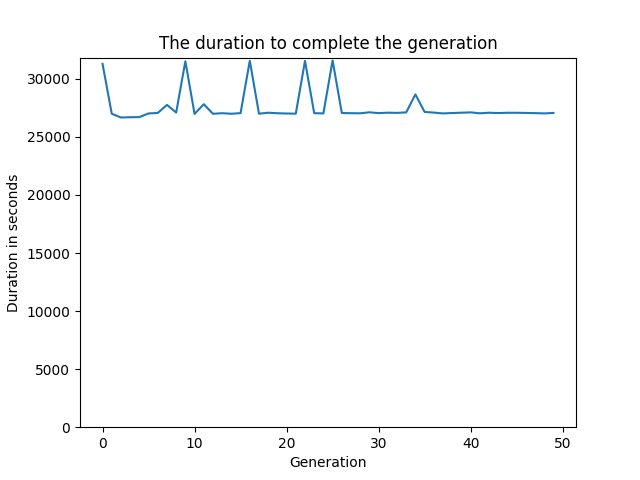 The duration to complete the generation
30000
25000
20000
15000
10000
5000
0
Duration in seconds
0 10 20 30 40 50
Generation